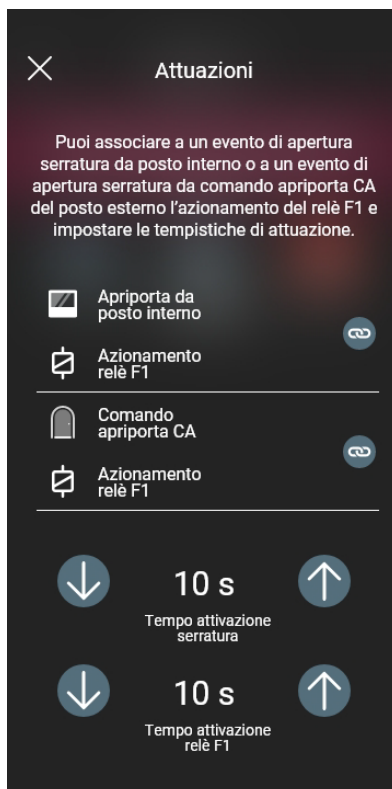 Attuazioni
Puoi associare a un evento di apertura
serratura da posto interno o a un evento di
apertura serratura da comando apriporta CA
del posto esterno l'azionamento del relè F1 e
impostare le tempistiche di attuazione.
Apriporta da
posto interno
Azionamento
relè F1
Comando
apriporta CA
Azionamento
relè F1
10 s
Tempo attivazione
serratura
10 s
Tempo attivazione
relè F1